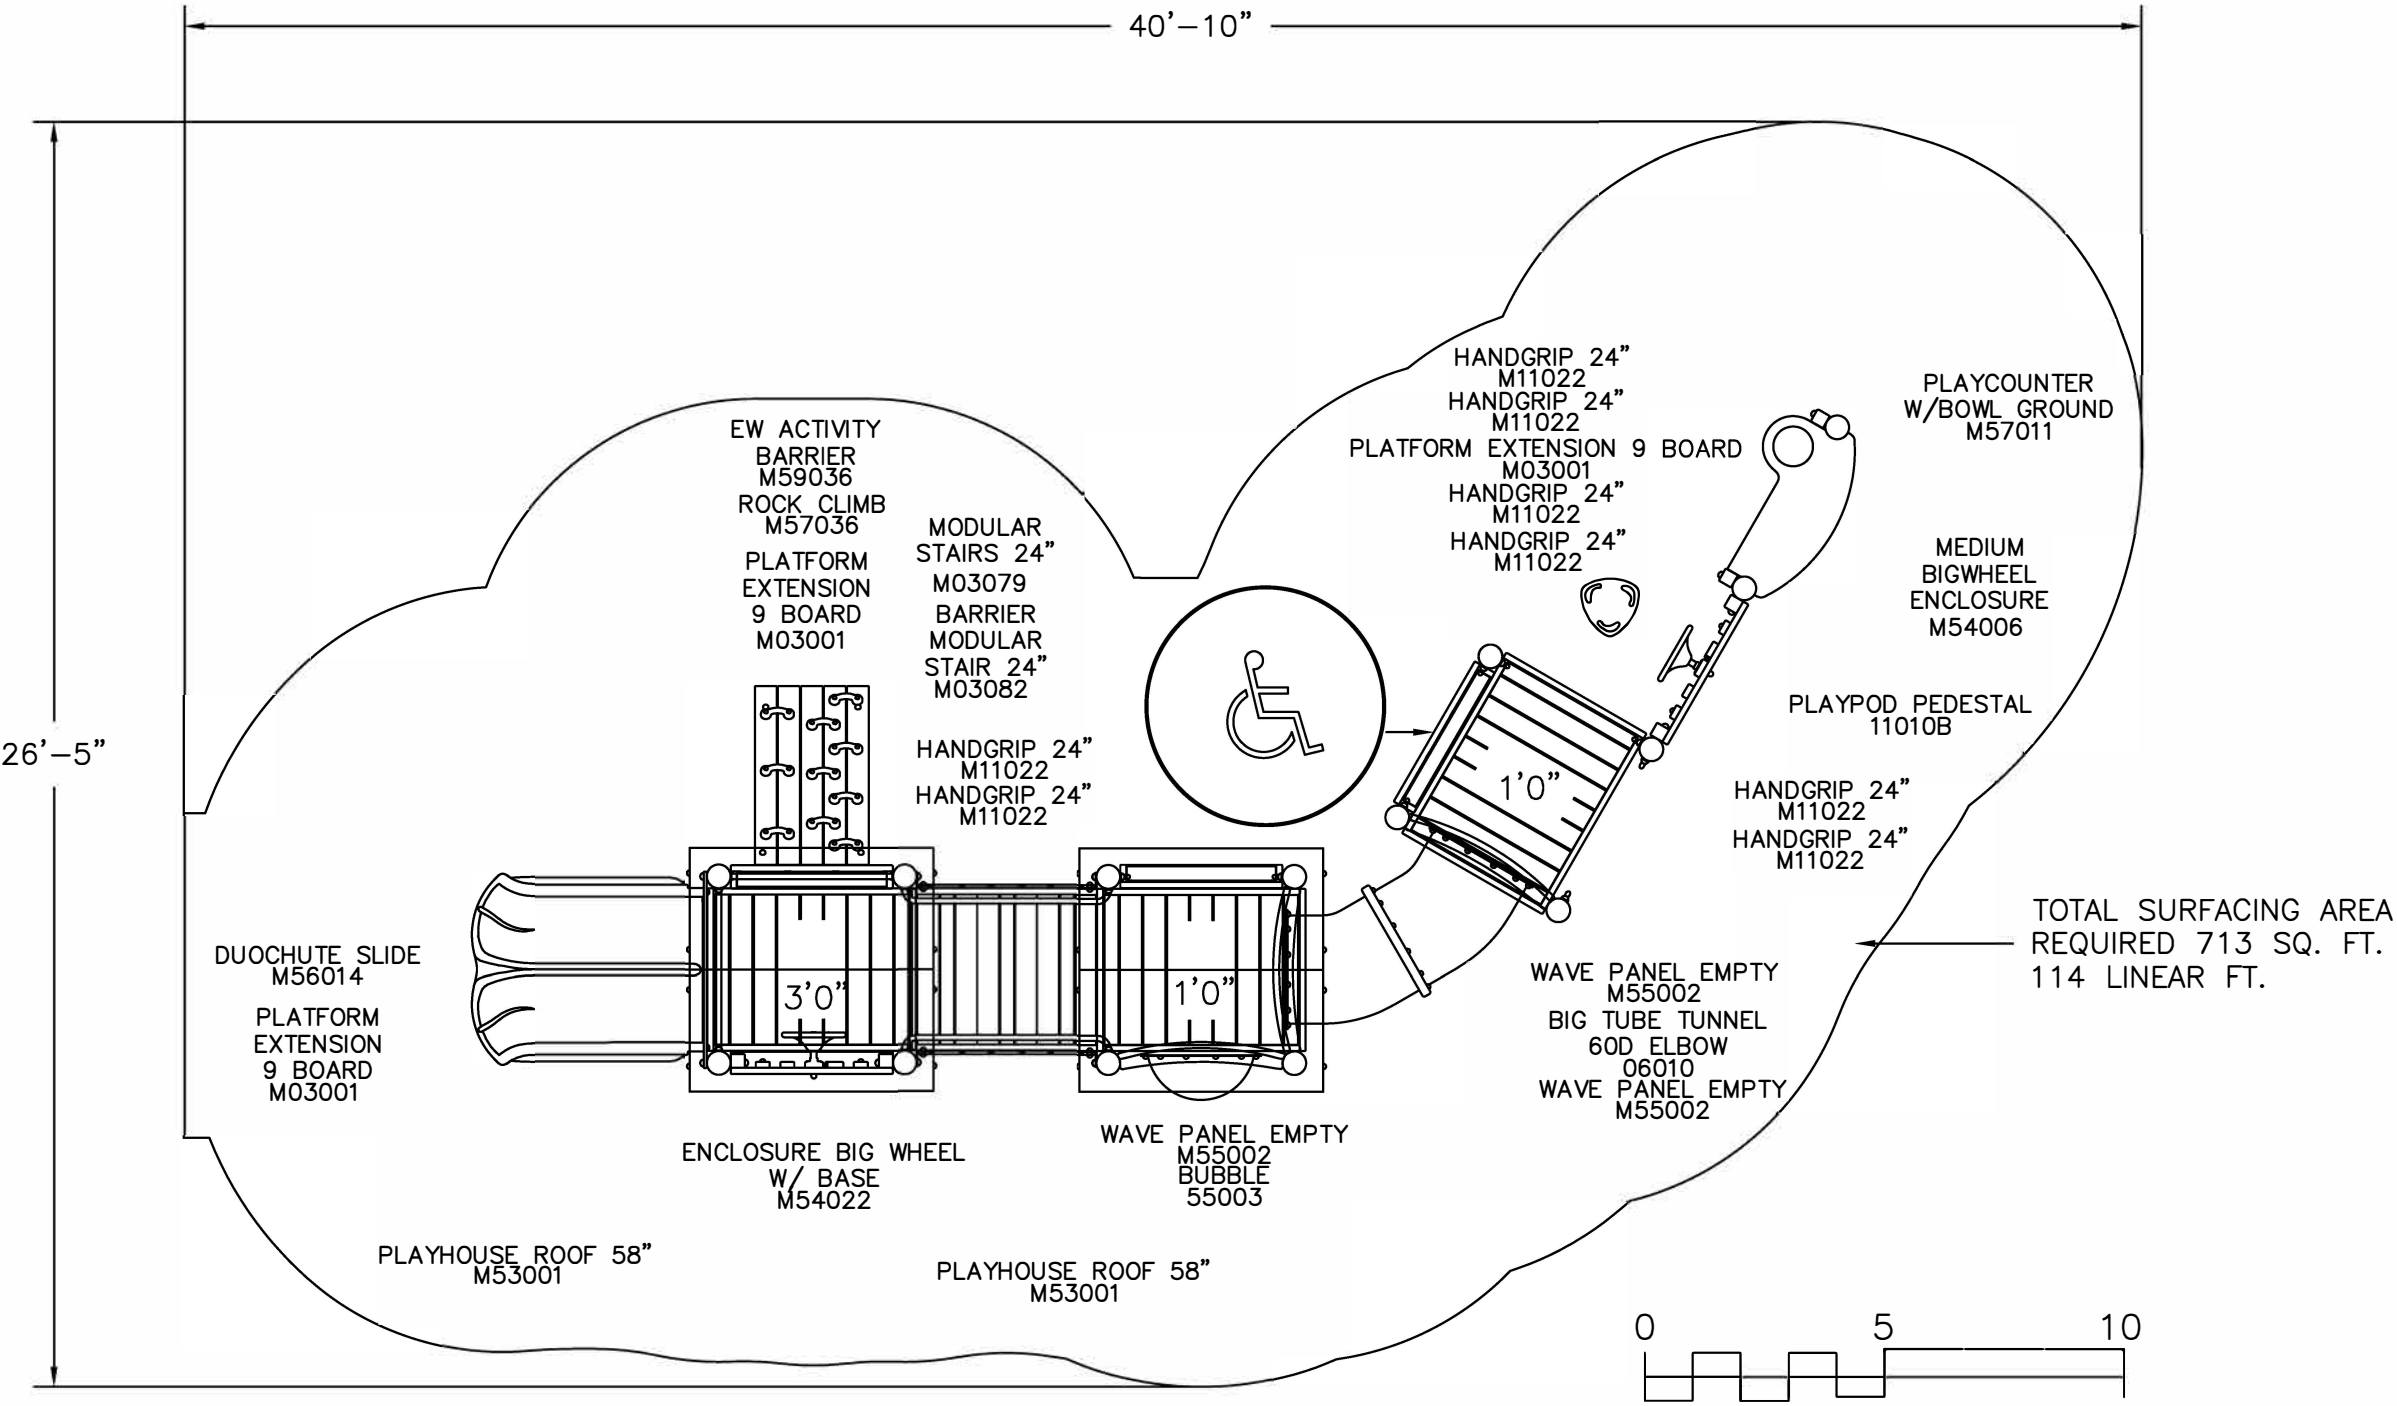 40'-10"
26'-5"
HANDGRIP 24"
M11022
HANDGRIP 24"
M11022
PLATFORM EXTENSION 9 BOARD
M03001
HANDGRIP 24"
M11022
HANDGRIP 24"
M11022
PLAYCOUNTER
W/BOWL GROUND
M57011
EW ACTIVITY
BARRIER
M59036
ROCK CLIMB
M57036
PLATFORM
EXTENSION
9 BOARD
M03001
MODULAR
STAIRS 24"
M03079
BARRIER
MODULAR
STAIR 24"
M03082
HANDGRIP 24"
M11022
HANDGRIP 24"
M11022
MEDIUM
BIGWHEEL
ENCLOSURE
M54006
PLAYPOD PEDESTAL
11010B
HANDGRIP 24"
M11022
HANDGRIP 24"
M11022
1'0"
3'0"
1'0"
DUOCHUTE SLIDE
M56014
PLATFORM
EXTENSION
9 BOARD
M03001
TOTAL SURFACING AREA
REQUIRED 713 SQ. FT.
114 LINEAR FT.
WAVE PANEL EMPTY
M55002
BIG TUBE TUNNEL
60D ELBOW
06010
WAVE PANEL EMPTY
M55002
ENCLOSURE BIG WHEEL
W/ BASE
M54022
WAVE PANEL EMPTY
M55002
BUBBLE
55003
PLAYHOUSE ROOF 58"
M53001
PLAYHOUSE ROOF 58"
M53001
0 5 10